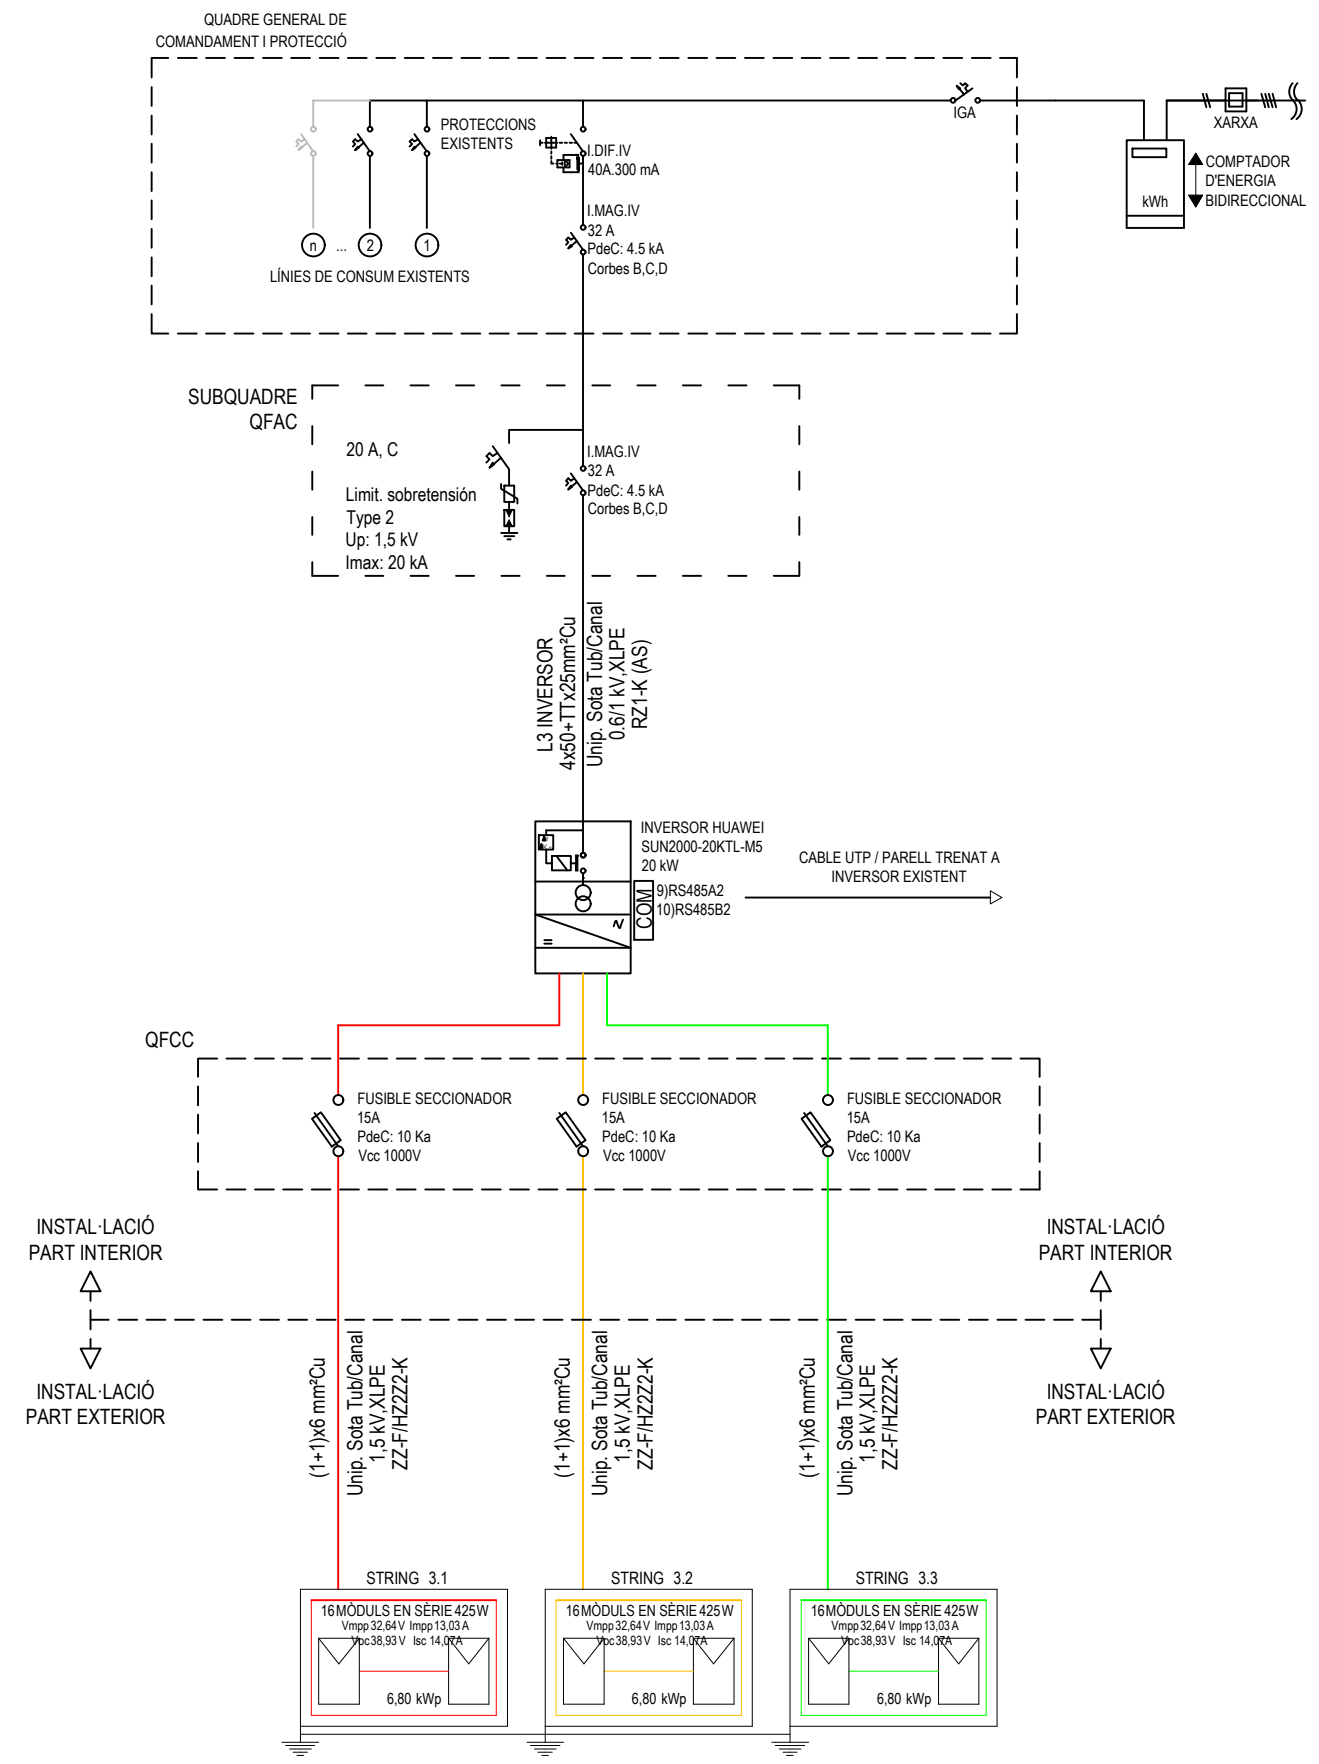 QUADRE GENERAL DE
COMANDAMENT I PROTECCIÓ
IGA
XARXA
PROTECCIONS
EXISTENTS
I.DIF.IV
40A.300 mA
COMPTADOR
D'ENERGIA
BIDIRECCIONAL
kWh
I.MAG.IV
32 A
PdeC: 4.5 kA
Corbes B,C,D
n ... 2 1
LÍNIES DE CONSUM EXISTENTS
SUBQUADRE
QFAC
20 A, C
Limit. sobretensión
Type 2
Up: 1,5 kV
Imax: 20 kA
I.MAG.IV
32 A
PdeC: 4.5 kA
Corbes B,C,D
L3 INVERSOR
4x50+TTx25mm²Cu
Unip. Sota Tub/Canal
0.6/1 kV,XLPE
RZ1-K (AS)
INVERSOR HUAWEI
SUN2000-20KTL-M5
20 kW
COM
9)RS485A2
10)RS485B2
CABLE UTP / PARELL TRENAT A
INVERSOR EXISTENT
QFCC
FUSIBLE SECCIONADOR
15A
PdeC: 10 Ka
Vcc 1000V
FUSIBLE SECCIONADOR
15A
PdeC: 10 Ka
Vcc 1000V
FUSIBLE SECCIONADOR
15A
PdeC: 10 Ka
Vcc 1000V
INSTAL·LACIÓ
PART INTERIOR
INSTAL·LACIÓ
PART INTERIOR
INSTAL·LACIÓ
PART EXTERIOR
INSTAL·LACIÓ
PART EXTERIOR
(1+1)x6 mm²Cu
Unip. Sota Tub/Canal
1,5 kV,XLPE
ZZ-F/HZ2Z2-K
(1+1)x6 mm²Cu
Unip. Sota Tub/Canal
1,5 kV,XLPE
ZZ-F/HZ2Z2-K
(1+1)x6 mm²Cu
Unip. Sota Tub/Canal
1,5 kV,XLPE
ZZ-F/HZ2Z2-K
STRING 3.1
16 MÒDULS EN SÈRIE 425W
Vmpp 32,64 V Impp 13,03 A
Voc 38,93 V Isc 14,07A
6,80 kWp
STRING 3.2
16 MÒDULS EN SÈRIE 425W
Vmpp 32,64 V Impp 13,03 A
Voc 38,93 V Isc 14,07A
6,80 kWp
STRING 3.3
16 MÒDULS EN SÈRIE 425W
Vmpp 32,64 V Impp 13,03 A
Voc 38,93 V Isc 14,07A
6,80 kWp